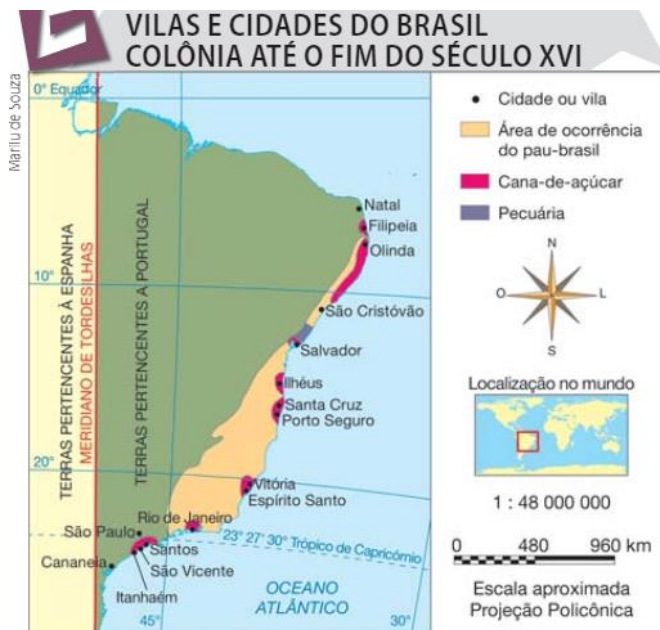 VILAS E CIDADES DO BRASIL
COLÔNIA ATÉ O FIM DO SÉCULO XVI
Marilu de Souza
0° Equador
TERRAS PERTENCENTES À ESPANHA
MERIDIANO DE TORDESILHAS
TERRAS PERTENCENTES A PORTUGAL
Natal
Filipeia
Olinda
10°
São Cristóvão
Salvador
Ilhéus
Santa Cruz
Porto Seguro
20°
Vitória
Espírito Santo
Rio de Janeiro
São Paulo
23° 27' 30" Trópico de Capricórnio
Santos
Cananeia
São Vicente
Itanhaém
OCEANO
ATLÂNTICO
45°
30°
Cidade ou vila
Área de ocorrência
do pau-brasil
Cana-de-açúcar
Pecuária
N
O
L
S
Localização no mundo
1 : 48 000 000
0 480 960 km
Escala aproximada
Projeção Policônica